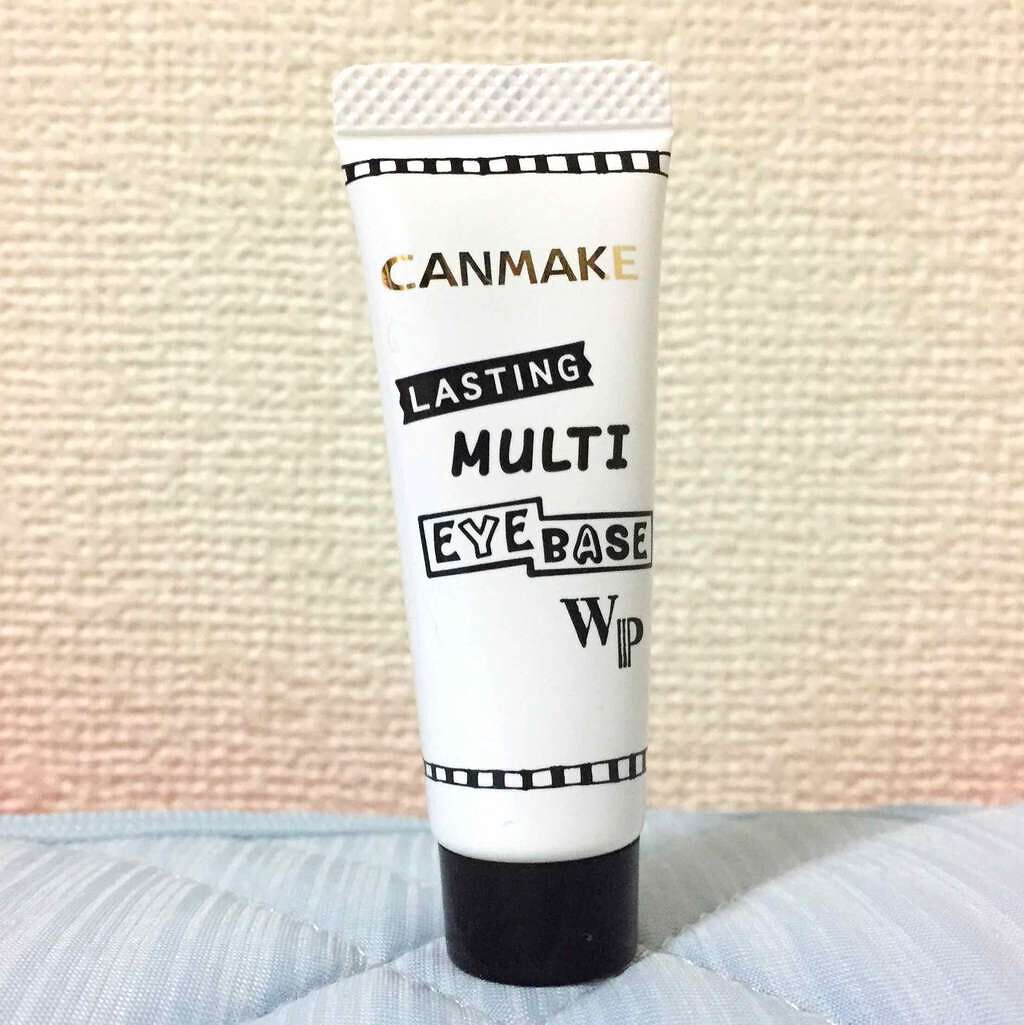 CANMAKE
LASTING
MULTI
EYE BASE
WP